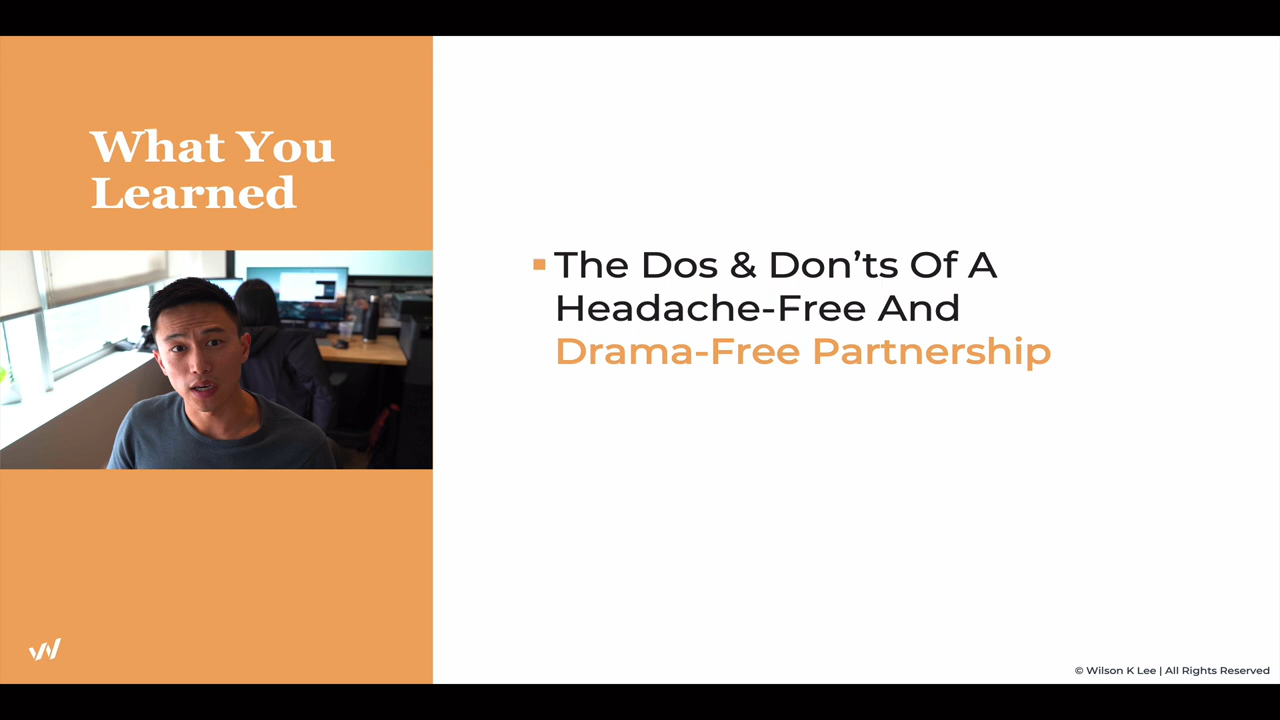 What You
Learned
The Dos & Don’ts Of A
Headache-Free And
Drama-Free Partnership
© Wilson K Lee | All Rights Reserved